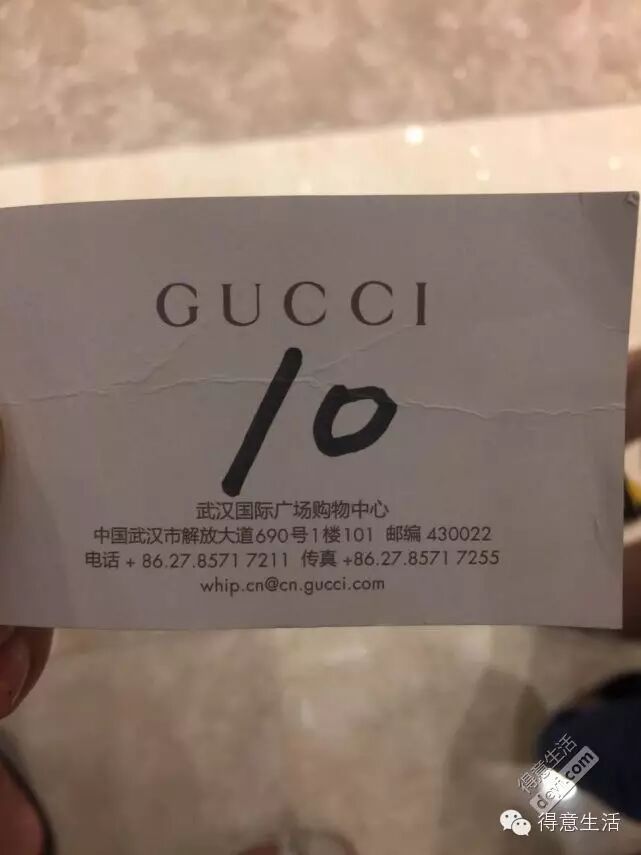 GUCCI
10
武汉国际广场购物中心
中国武汉市解放大道690号1楼101 邮编 430022
电话 + 86.27.8571 7211 传真 +86.27.8571 7255
whip.cn@cn.gucci.com
得意生活
deyi.com
得意生活